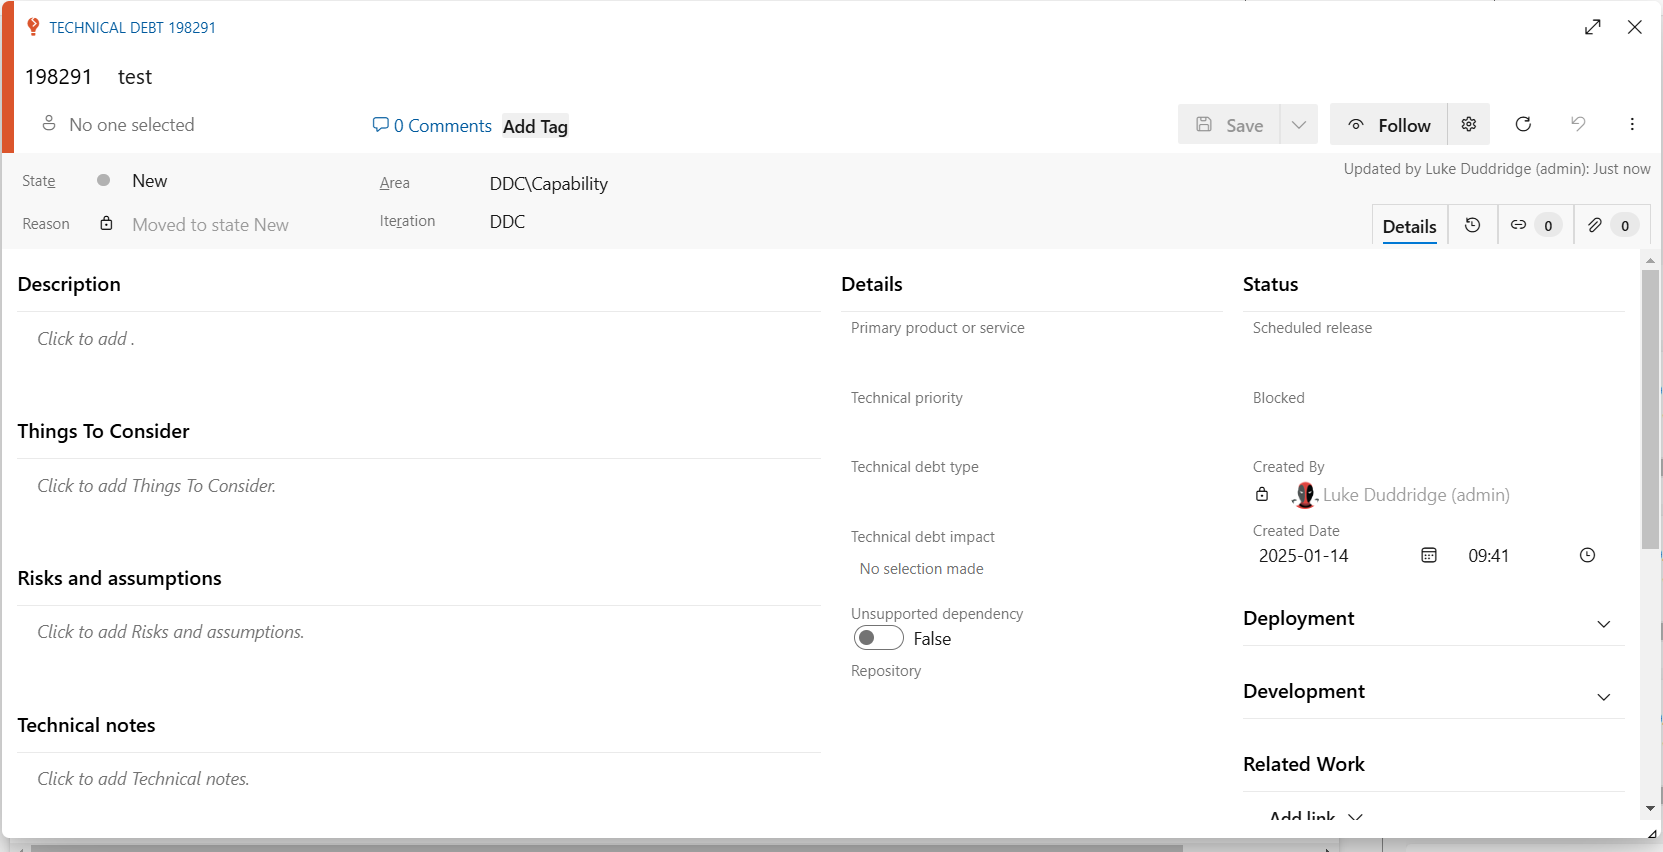 TECHNICAL DEBT 198291
198291 test
No one selected
0 Comments
Add Tag
Save
Follow
State
New
Area
DDC\Capability
Updated by Luke Duddridge (admin): Just now
Reason
Moved to state New
Iteration
DDC
Details
0
0
Description
Click to add .
Things To Consider
Click to add Things To Consider.
Risks and assumptions
Click to add Risks and assumptions.
Technical notes
Click to add Technical notes.
Details
Primary product or service
Technical priority
Technical debt type
Technical debt impact
No selection made
Unsupported dependency
False
Repository
Status
Scheduled release
Blocked
Created By
Luke Duddridge (admin)
Created Date
2025-01-14 09:41
Deployment
Development
Related Work
Add link